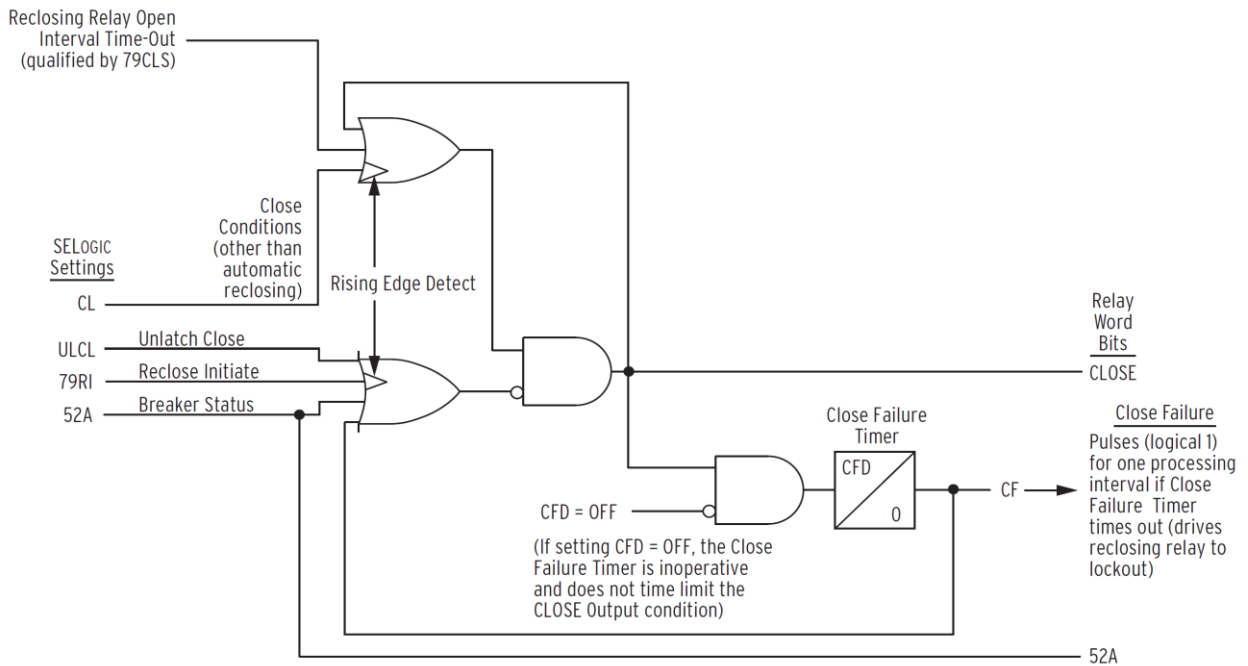 Reclosing Relay Open
Interval Time-Out
(qualified by 79CLS)
Close
Conditions
(other than
automatic
reclosing)
SELOGIC
Settings
CL
Rising Edge Detect
ULCL
Unlatch Close
79RI
Reclose Initiate
52A
Breaker Status
Relay
Word
Bits
CLOSE
Close Failure
Timer
CFD
0
CFD = OFF
(If setting CFD = OFF, the Close
Failure Timer is inoperative
and does not time limit the
CLOSE Output condition)
CF
Close Failure
Pulses (logical 1)
for one processing
interval if Close
Failure Timer
times out (drives
reclosing relay to
lockout)
52A